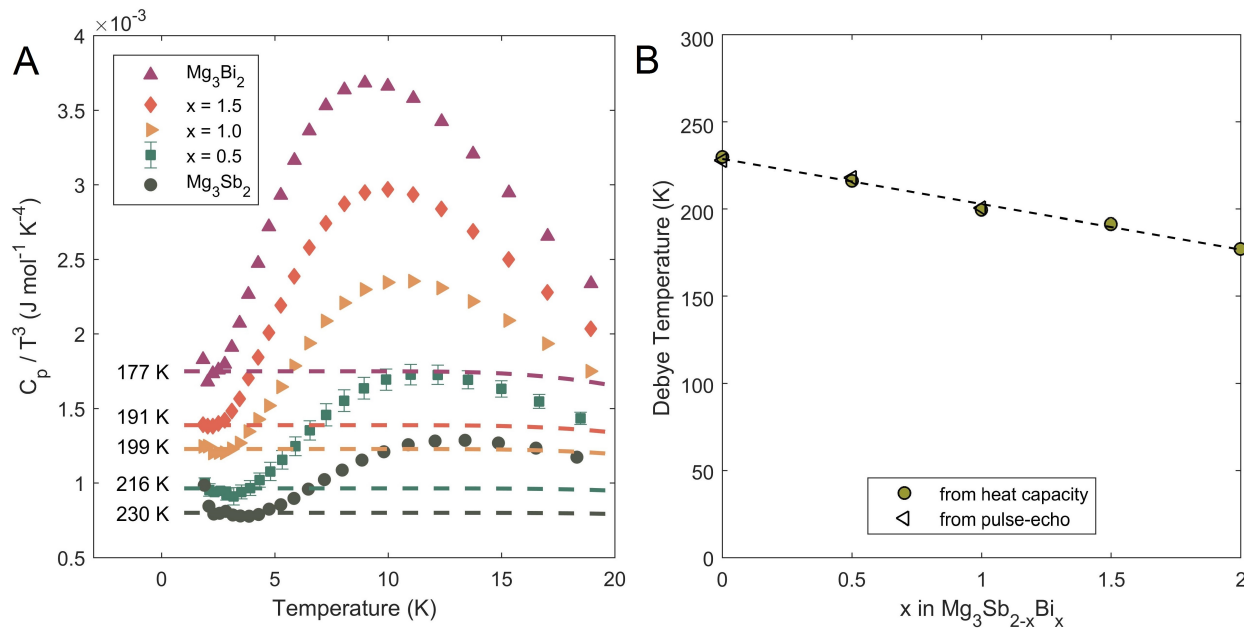 A
×10⁻³
4
3.5
3
2.5
2
1.5
1
0.5
C_p / T³ (J mol⁻¹ K⁻⁴)
Mg₃Bi₂
x = 1.5
x = 1.0
x = 0.5
Mg₃Sb₂
177 K
191 K
199 K
216 K
230 K
0 5 10 15 20
Temperature (K)
B
300
250
200
150
100
50
0
Debye Temperature (K)
from heat capacity
from pulse-echo
0 0.5 1 1.5 2
x in Mg₃Sb₂₋ₓBiₓ